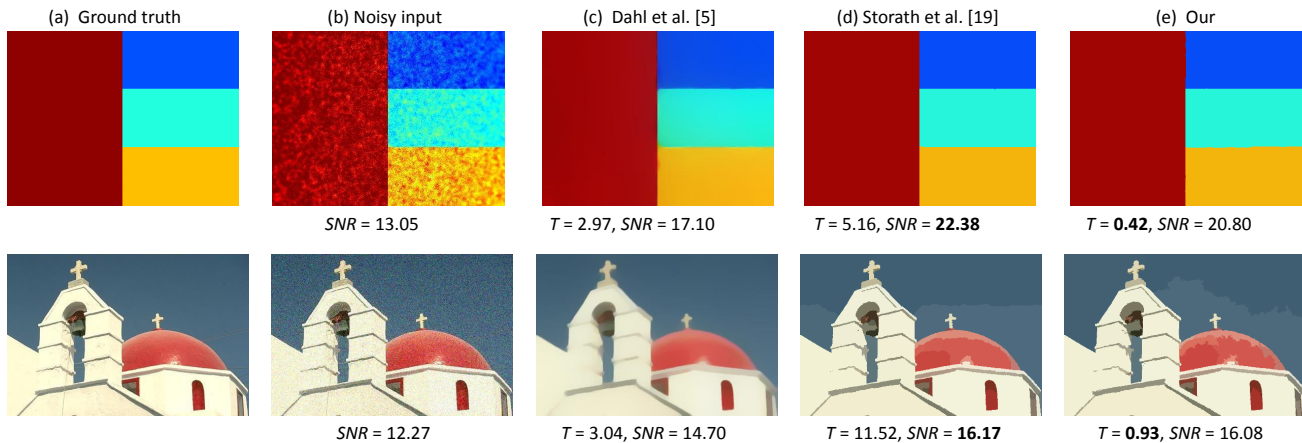 (a) Ground truth
(b) Noisy input
(c) Dahl et al. [5]
(d) Storath et al. [19]
(e) Our
SNR = 13.05
T = 2.97, SNR = 17.10
T = 5.16, SNR = 22.38
T = 0.42, SNR = 20.80
SNR = 12.27
T = 3.04, SNR = 14.70
T = 11.52, SNR = 16.17
T = 0.93, SNR = 16.08